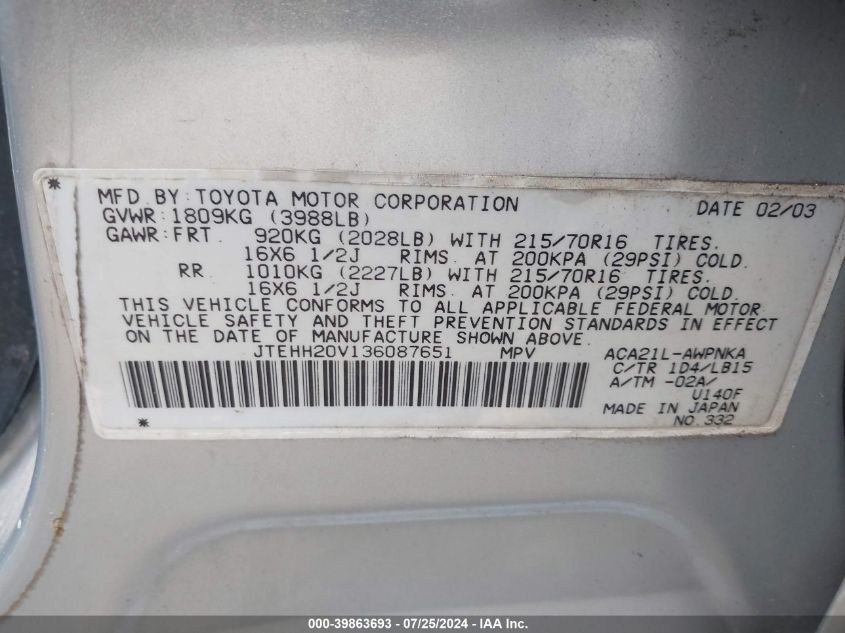 MFD BY: TOYOTA MOTOR CORPORATION DATE 02/03
GVWR: 1809KG (3988LB)
GAWR: FRT. 920KG (2028LB) WITH 215/70R16 TIRES.
16X6 1/2J RIMS. AT 200KPA (29PSI) COLD.
RR 1010KG (2227LB) WITH 215/70R16 TIRES.
16X6 1/2J RIMS. AT 200KPA (29PSI) COLD.
THIS VEHICLE CONFORMS TO ALL APPLICABLE FEDERAL MOTOR
VEHICLE SAFETY AND THEFT PREVENTION STANDARDS IN EFFECT
ON THE DATE OF MANUFACTURE SHOWN ABOVE.
JTEHH20V136087651 MPV ACA21L-AWPNKA
C/TR 1D4/LB15
A/TM -02A/
U140F
MADE IN JAPAN
NO.332
000-39863693 - 07/25/2024 - IAA Inc.